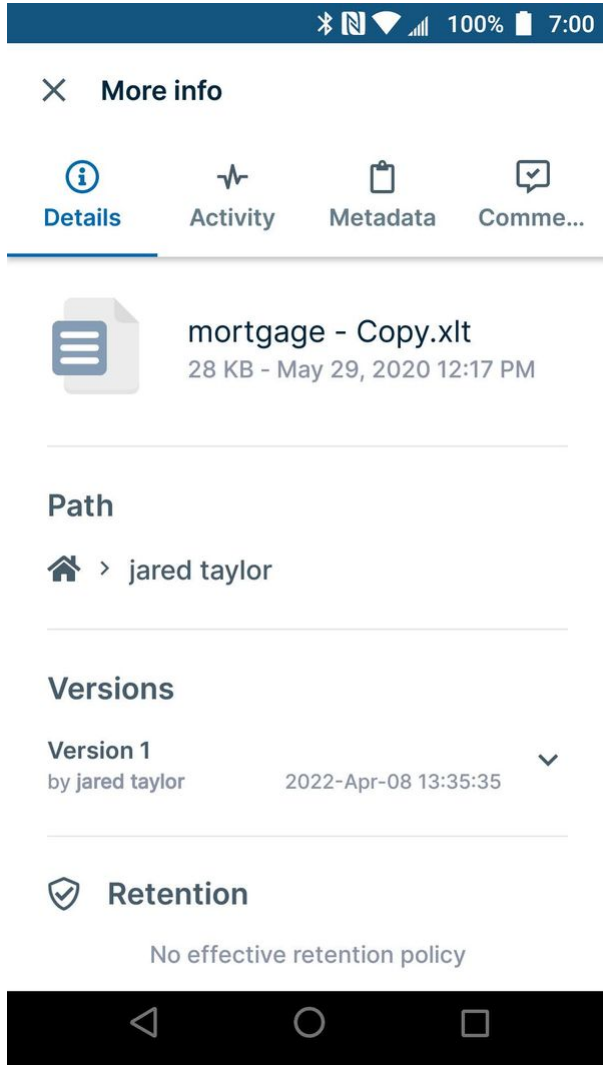 100% 7:00
More info
Details Activity Metadata Comme...
mortgage - Copy.xlt
28 KB - May 29, 2020 12:17 PM
Path
> jared taylor
Versions
Version 1
by jared taylor 2022-Apr-08 13:35:35
Retention
No effective retention policy